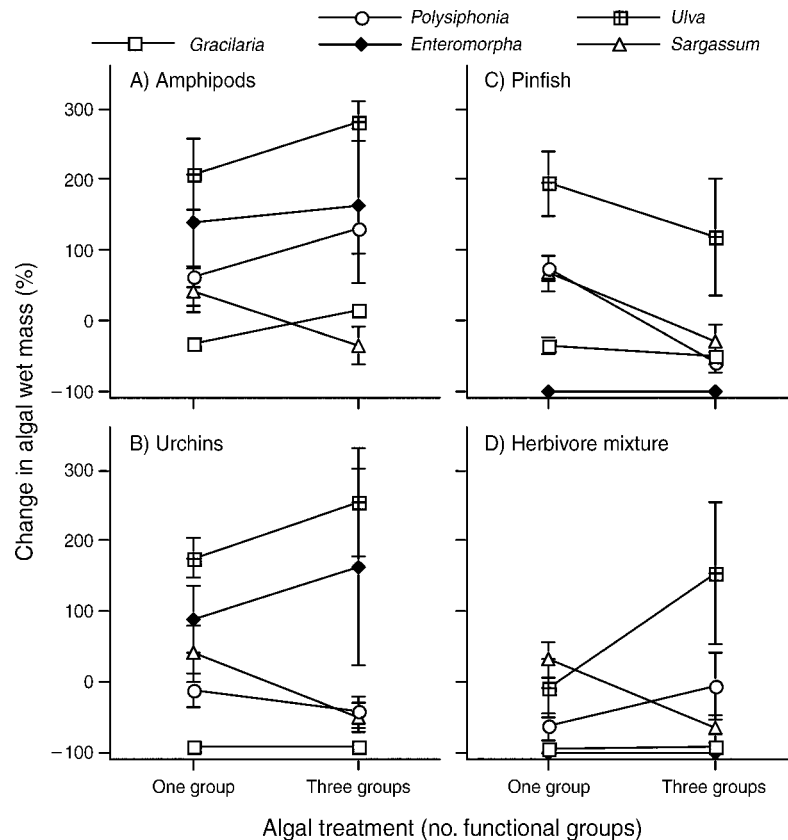 Polysiphonia Ulva
Gracilaria Enteromorpha Sargassum
A) Amphipods
C) Pinfish
300
200
100
0
−100
B) Urchins
D) Herbivore mixture
300
200
100
0
−100
One group Three groups One group Three groups
Change in algal wet mass (%)
Algal treatment (no. functional groups)